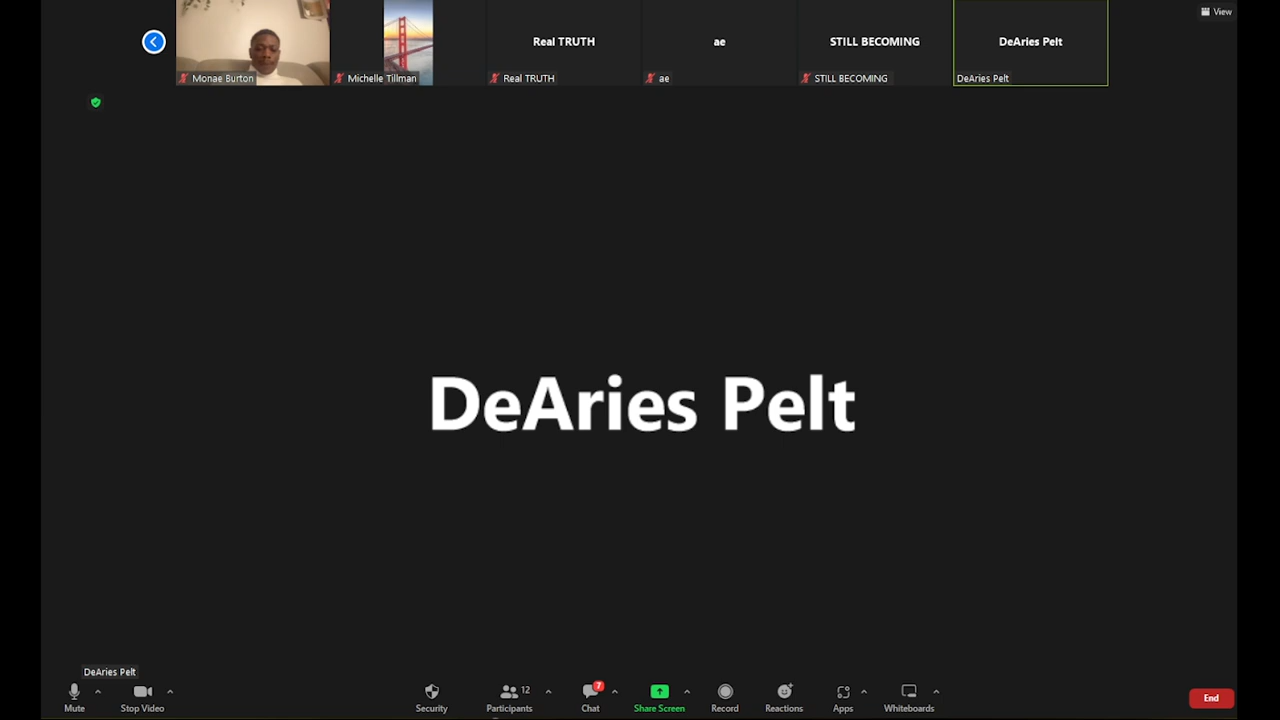 View
Real TRUTH
ae
STILL BECOMING
DeAries Pelt
Monae Burton
Michelle Tillman
Real TRUTH
ae
STILL BECOMING
DeAries Pelt
DeAries Pelt
DeAries Pelt
12
7
Mute
Stop Video
Security
Participants
Chat
Share Screen
Record
Reactions
Apps
Whiteboards
End